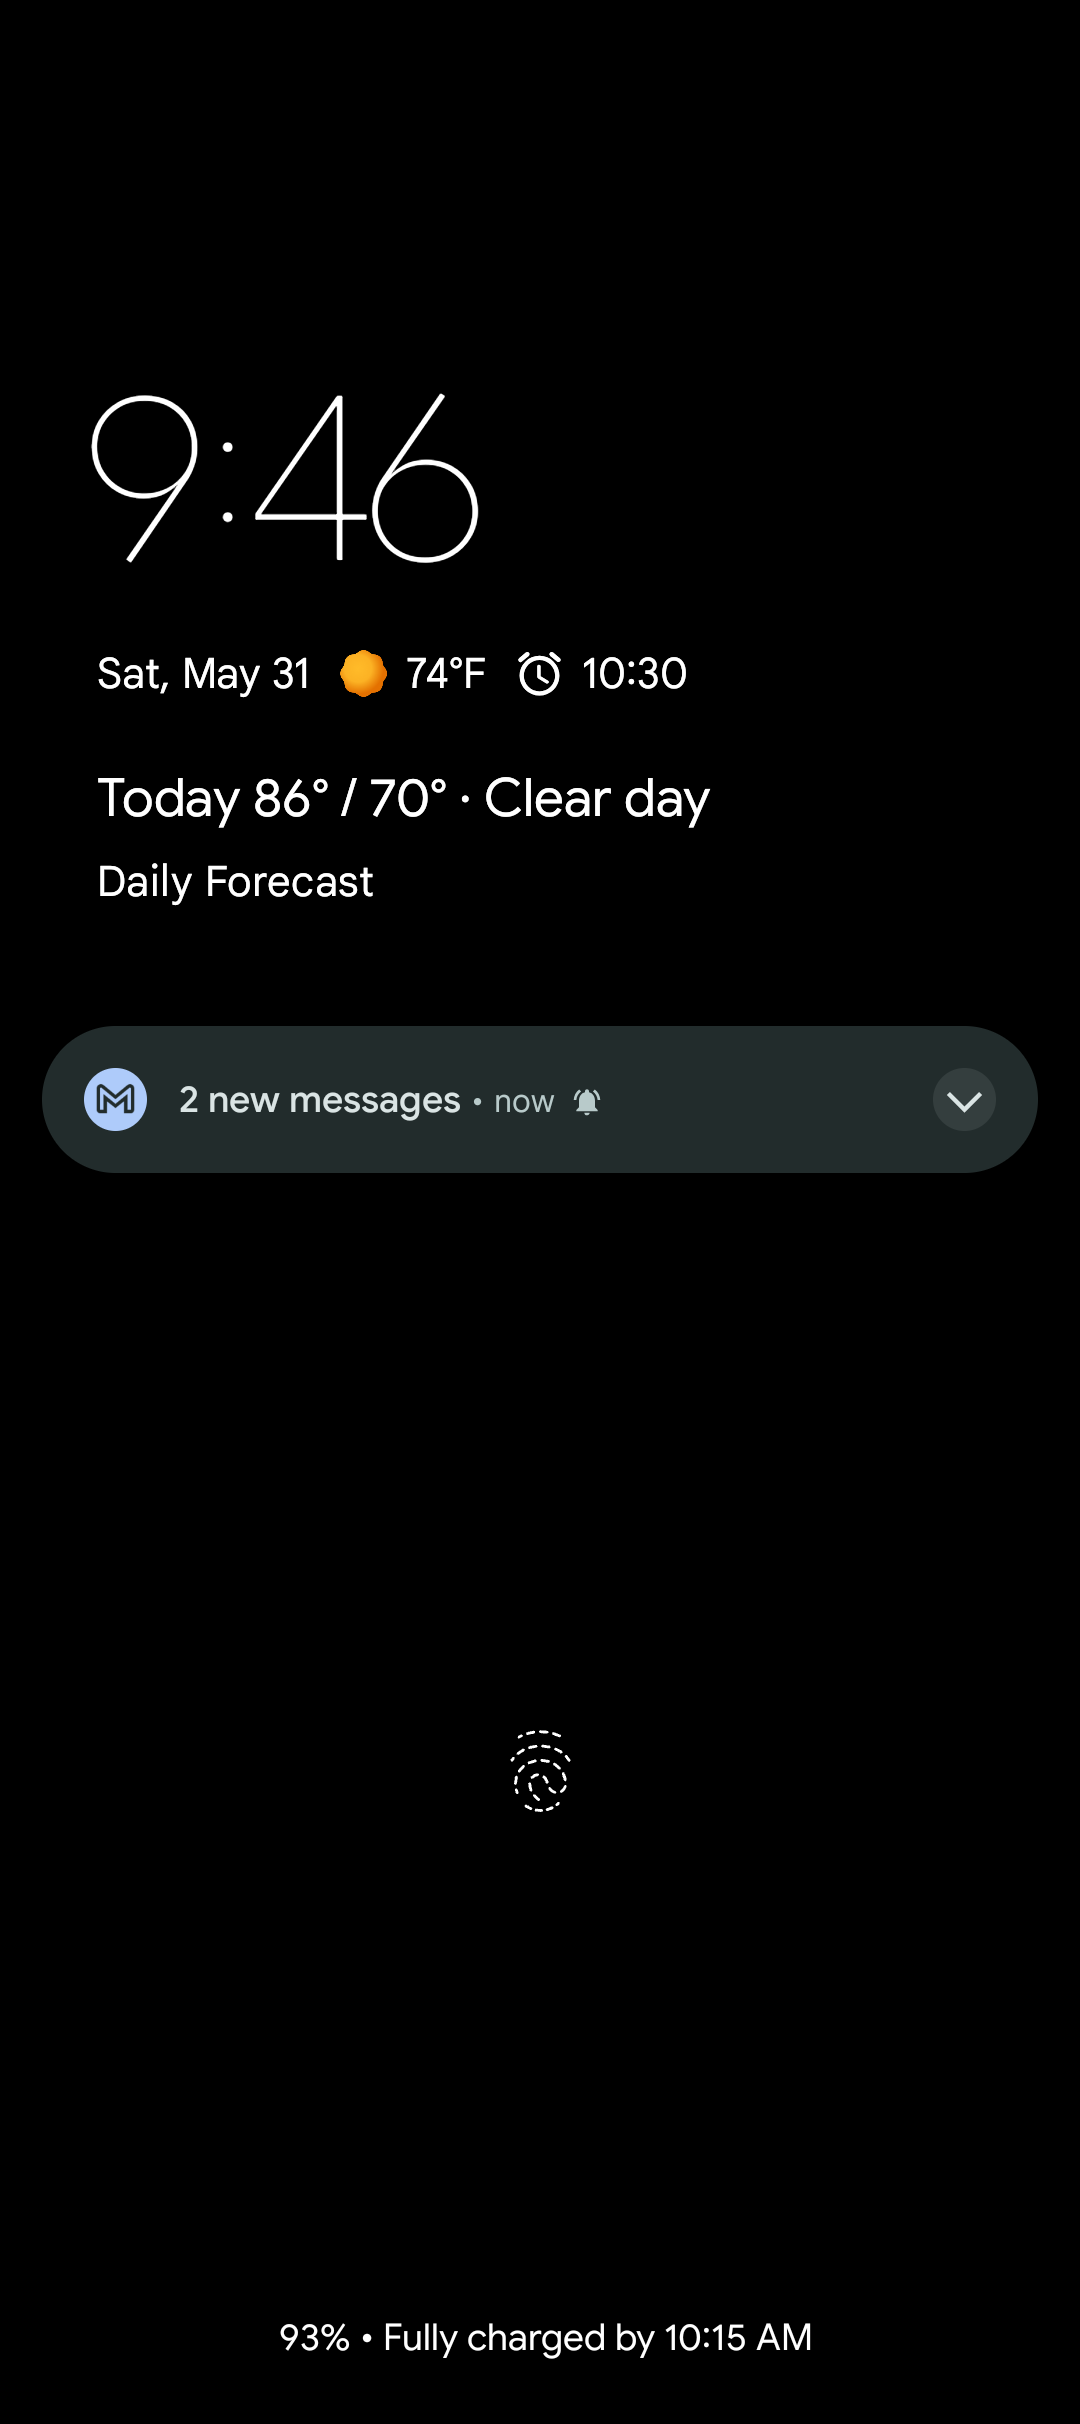 9:46
Sat, May 31 74°F 10:30
Today 86° / 70° · Clear day
Daily Forecast
2 new messages • now
93% • Fully charged by 10:15 AM